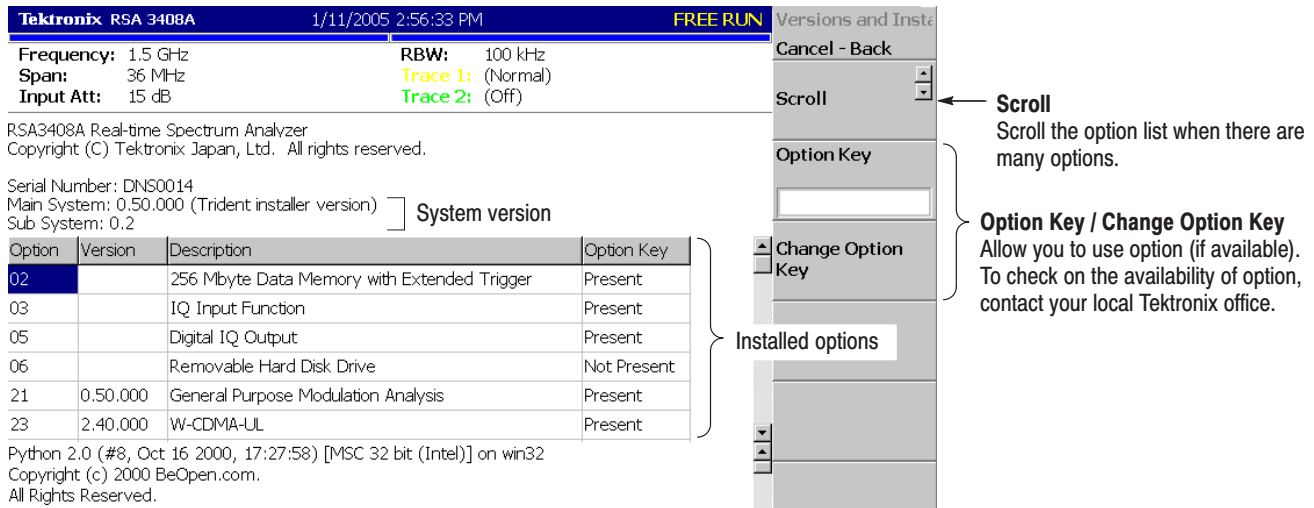 Tektronix RSA 3408A 1/11/2005 2:56:33 PM FREE RUN
Frequency: 1.5 GHz RBW: 100 kHz
Span: 36 MHz Trace 1: (Normal)
Input Att: 15 dB Trace 2: (Off)
RSA3408A Real-time Spectrum Analyzer
Copyright (C) Tektronix Japan, Ltd. All rights reserved.
Serial Number: DNS0014
Main System: 0.50.000 (Trident installer version)
Sub System: 0.2
System version
Option Version Description Option Key
02 256 Mbyte Data Memory with Extended Trigger Present
03 IQ Input Function Present
05 Digital IQ Output Present
06 Removable Hard Disk Drive Not Present
21 0.50.000 General Purpose Modulation Analysis Present
23 2.40.000 W-CDMA-UL Present
Installed options
Python 2.0 (#8, Oct 16 2000, 17:27:58) [MSC 32 bit (Intel)] on win32
Copyright (c) 2000 BeOpen.com.
All Rights Reserved.
Versions and Insta
Cancel - Back
Scroll
Option Key
Change Option
Key
Scroll
Scroll the option list when there are
many options.
Option Key / Change Option Key
Allow you to use option (if available).
To check on the availability of option,
contact your local Tektronix office.